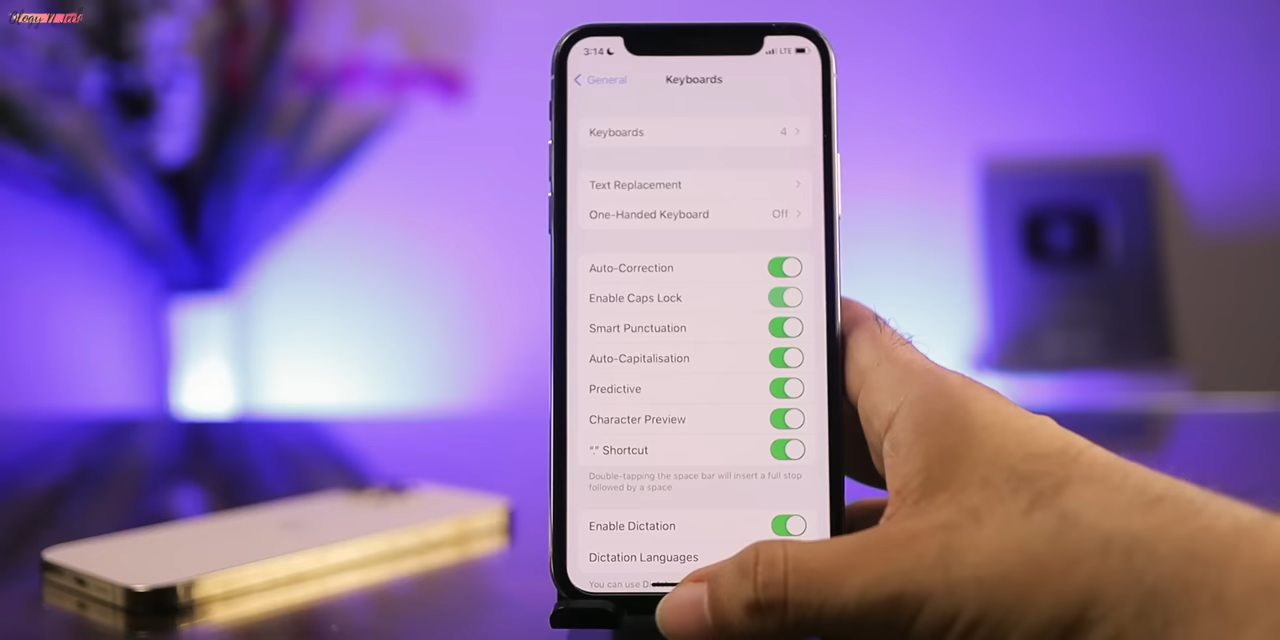 3:14
LTE
General
Keyboards
Keyboards 4
Text Replacement
One-Handed Keyboard Off
Auto-Correction
Enable Caps Lock
Smart Punctuation
Auto-Capitalisation
Predictive
Character Preview
"." Shortcut
Double-tapping the space bar will insert a full stop
followed by a space.
Enable Dictation
Dictation Languages
You can use